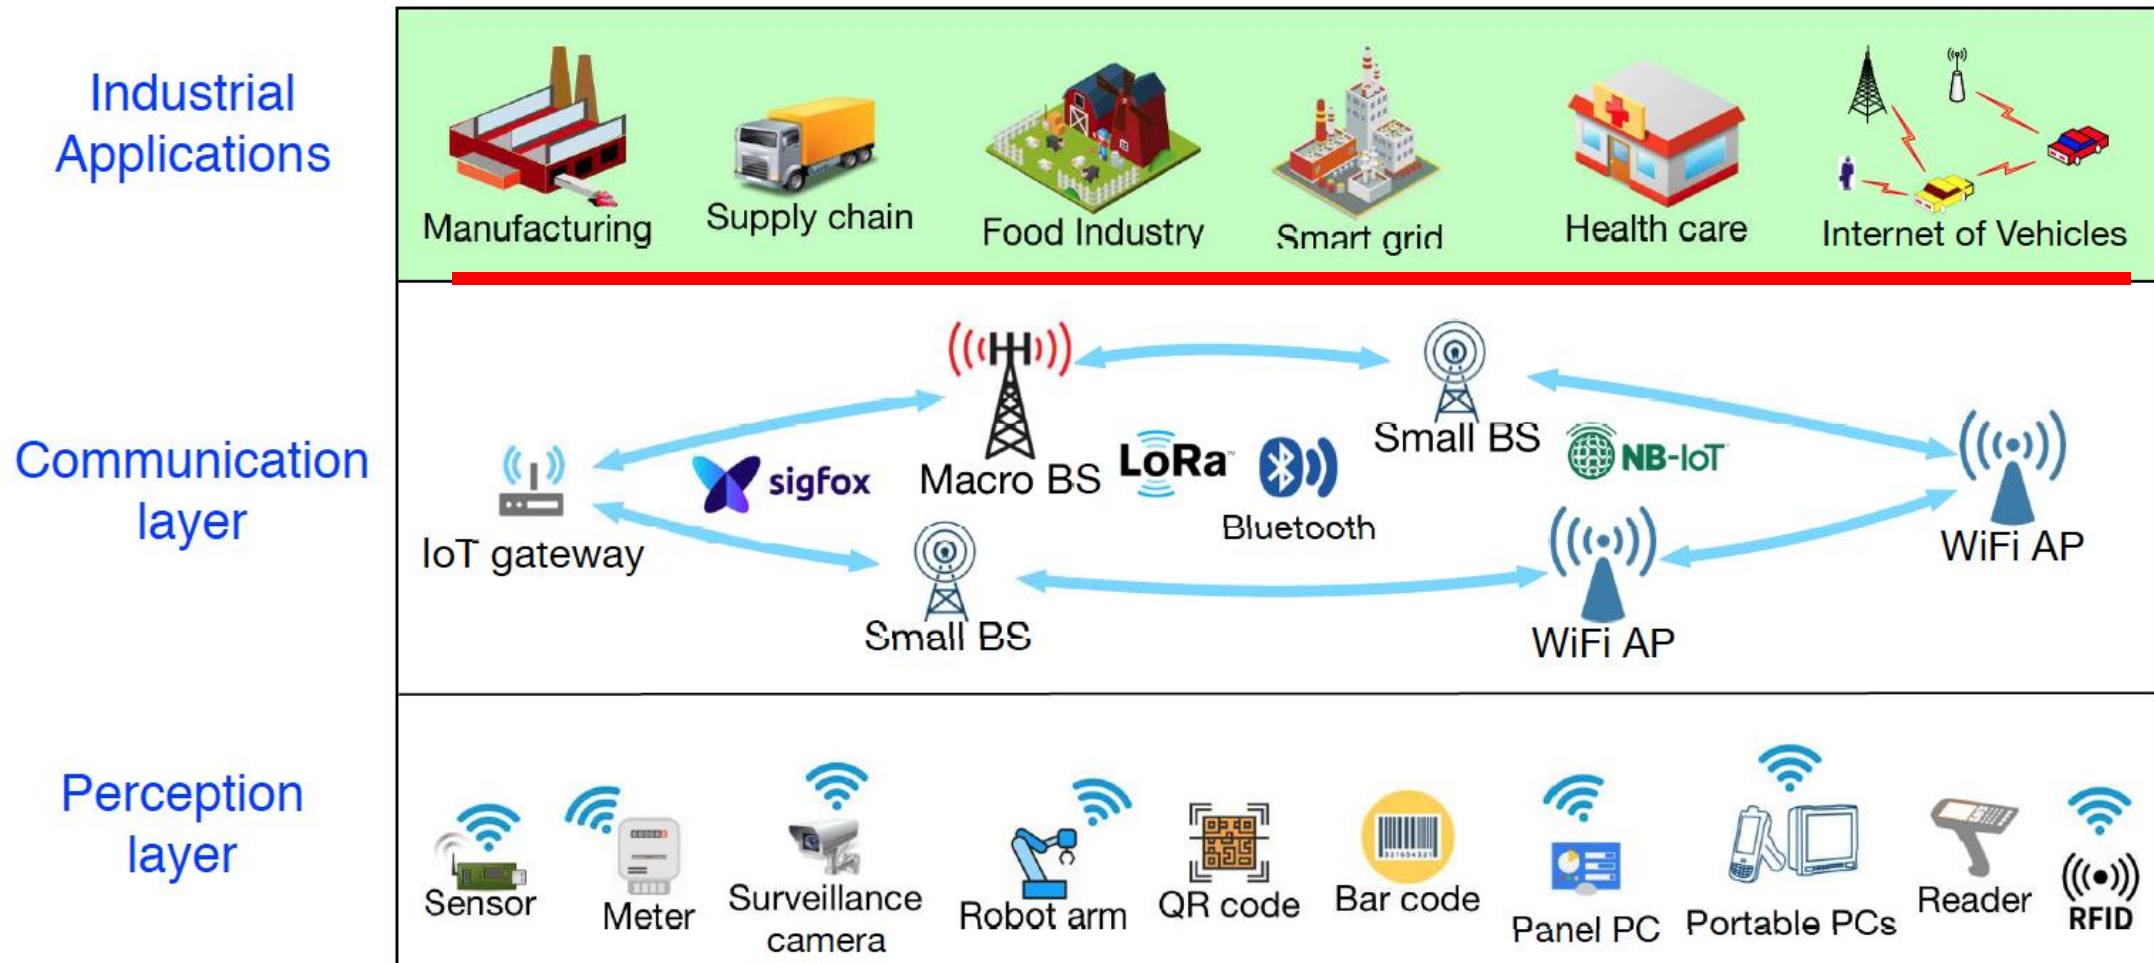 Industrial
Applications
Manufacturing
Supply chain
Food Industry
Smart grid
Health care
Internet of Vehicles
Communication
layer
IoT gateway
sigfox
Macro BS
LoRa
Bluetooth
Small BS
NB-IoT
WiFi AP
Small BS
WiFi AP
Perception
layer
Sensor
Meter
Surveillance
camera
Robot arm
QR code
Bar code
Panel PC
Portable PCs
Reader
RFID